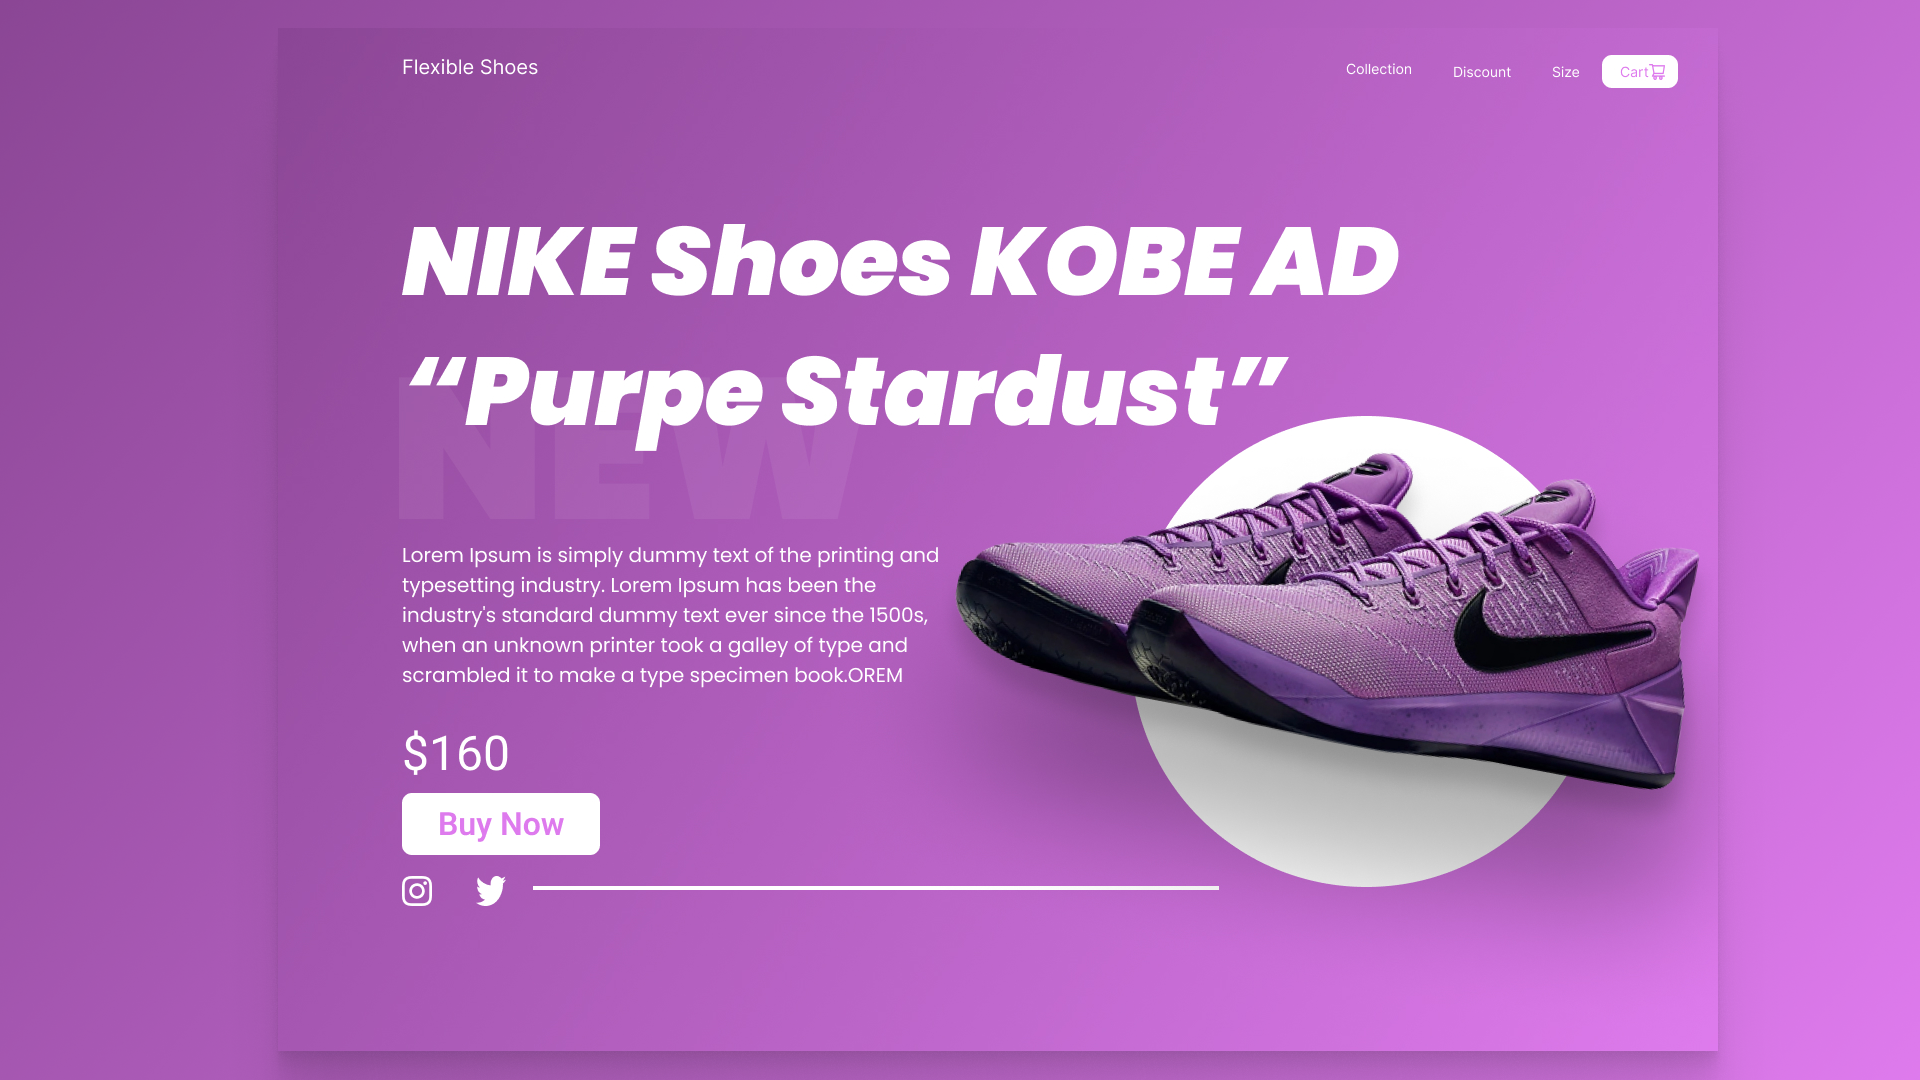 Flexible Shoes
Collection
Discount
Size
Cart
NIKE Shoes KOBE AD
“Purpe Stardust”
NEW
Lorem Ipsum is simply dummy text of the printing and
typesetting industry. Lorem Ipsum has been the
industry's standard dummy text ever since the 1500s,
when an unknown printer took a galley of type and
scrambled it to make a type specimen book.OREM
$160
Buy Now